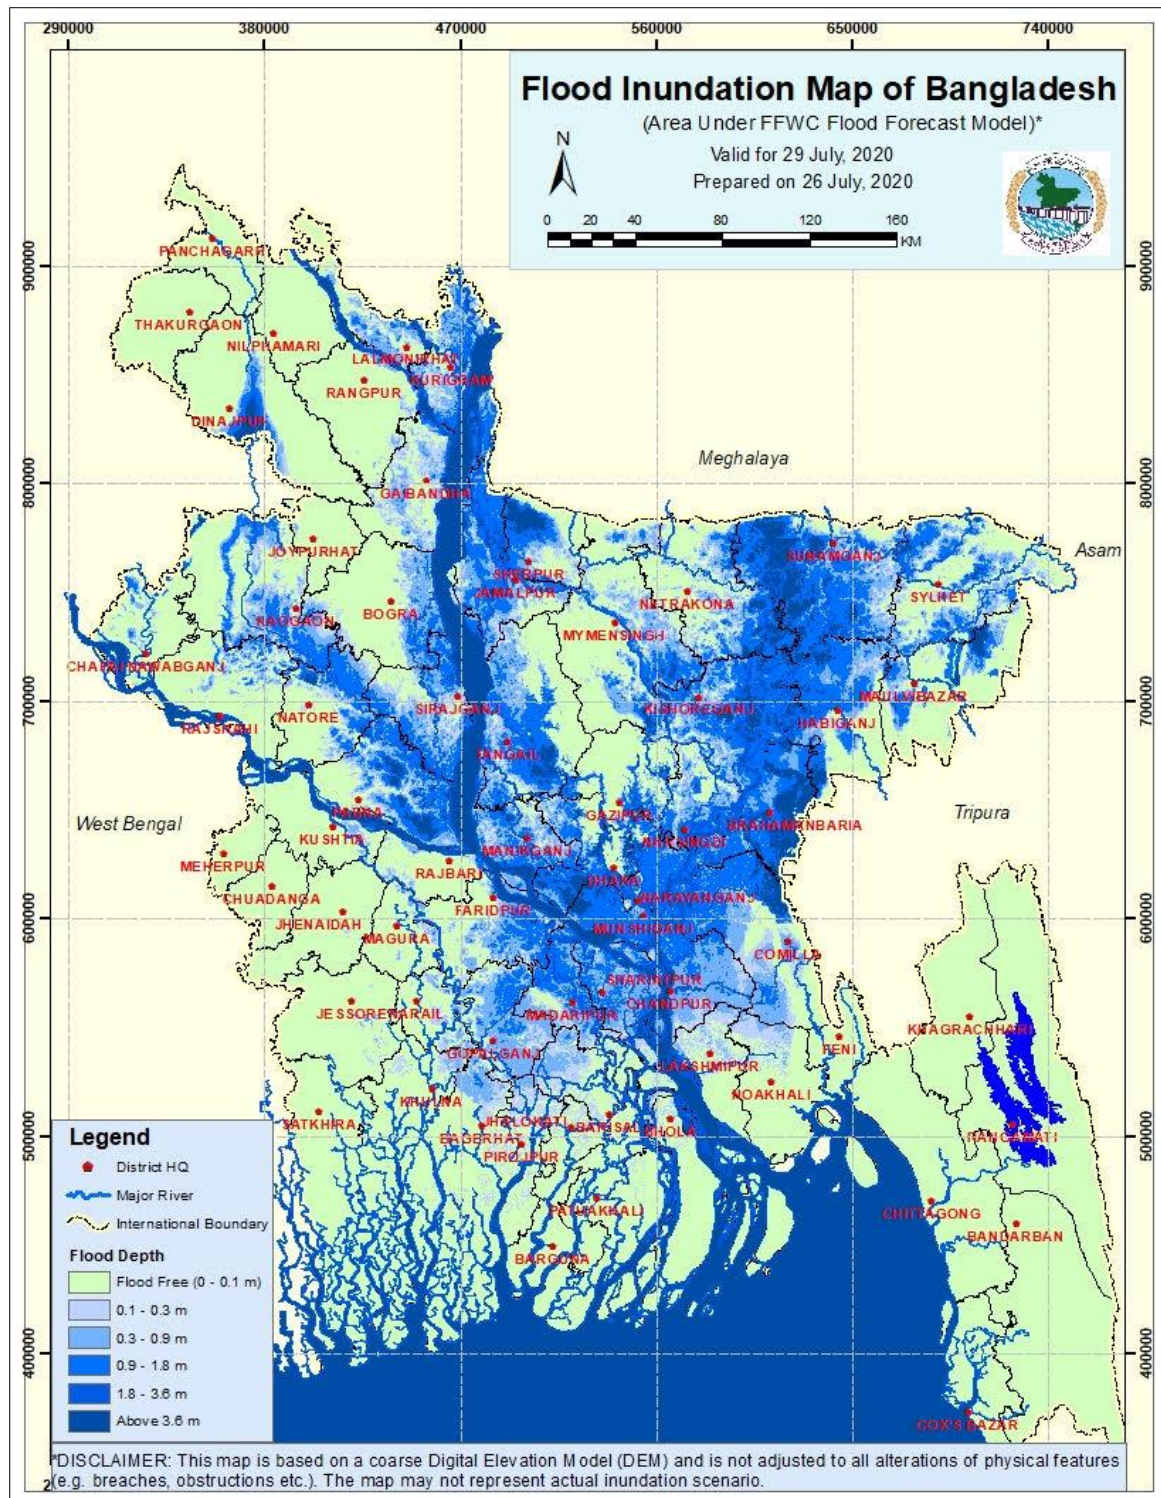 290000 380000 470000 560000 650000 740000
Flood Inundation Map of Bangladesh
(Area Under FFWC Flood Forecast Model)*
N
Valid for 29 July, 2020
Prepared on 26 July, 2020
0 20 40 80 120 160
KM
PANCHAGARH
900000 900000
THAKURGAON
NILPHAMARI
LALMONIRHAT
KURIGRAM
RANGPUR
DINAJPUR
Meghalaya
800000 800000
GAIBANDHA
JOYPURHAT
SUNAMGANJ
Asam
SHERPUR
JAMALPUR
SYLHET
NETRAKONA
BOGRA
NAOGAON
MYMENSINGH
CHAPAI NAWABGANJ
MAULVIBAZAR
700000 700000
SIRAJGANJ
KISHOREGANJ
NATORE
HABIGANJ
RAJSHAHI
TANGAIL
PABNA
GAZIPUR
Tripura
West Bengal
BRAHAMANBARIA
KUSHTIA
NARSINGDI
MANIKGANJ
MEHERPUR
RAJBARI
DHAKA
CHUADANGA
NARAYANGANJ
FARIDPUR
600000 600000
JHENAIDAH
MUNSHIGANJ
MAGURA
COMILLA
SHARIATPUR
CHANDPUR
JESSORE NARAIL
MADARIPUR
KHAGRACHHARI
GOPALGANJ
FENI
LAKSHMIPUR
NOAKHALI
KHULNA
SATKHIRA
JHALOKATI
BARISAL
BHOLA
500000 500000
RANGAMATI
BAGERHAT
PIROJPUR
PATUAKHALI
CHITTAGONG
BANDARBAN
BARGUNA
400000 400000
COX'S BAZAR
Legend
District HQ
Major River
International Boundary
Flood Depth
Flood Free (0 - 0.1 m)
0.1 - 0.3 m
0.3 - 0.9 m
0.9 - 1.8 m
1.8 - 3.6 m
Above 3.6 m
*DISCLAIMER: This map is based on a coarse Digital Elevation Model (DEM) and is not adjusted to all alterations of physical features
(e.g. breaches, obstructions etc.). The map may not represent actual inundation scenario.